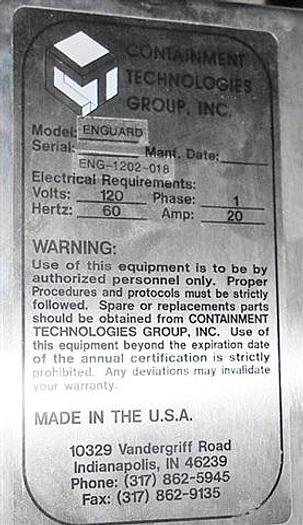 CONTAINMENT
TECHNOLOGIES
GROUP, INC.
Model: ENGUARD
Serial: Manf. Date:
ENG-1202-018
Electrical Requirements:
Volts: 120 Phase: 1
Hertz: 60 Amp: 20
WARNING:
Use of this equipment is to be by
authorized personnel only. Proper
Procedures and protocols must be strictly
followed. Spare or replacements parts
should be obtained from CONTAINMENT
TECHNOLOGIES GROUP, INC. Use of
this equipment beyond the expiration date
of the annual certification is strictly
prohibited. Any deviations may invalidate
your warranty.
MADE IN THE U.S.A.
10329 Vandergriff Road
Indianapolis, IN 46239
Phone: (317) 862-5945
Fax: (317) 862-9135